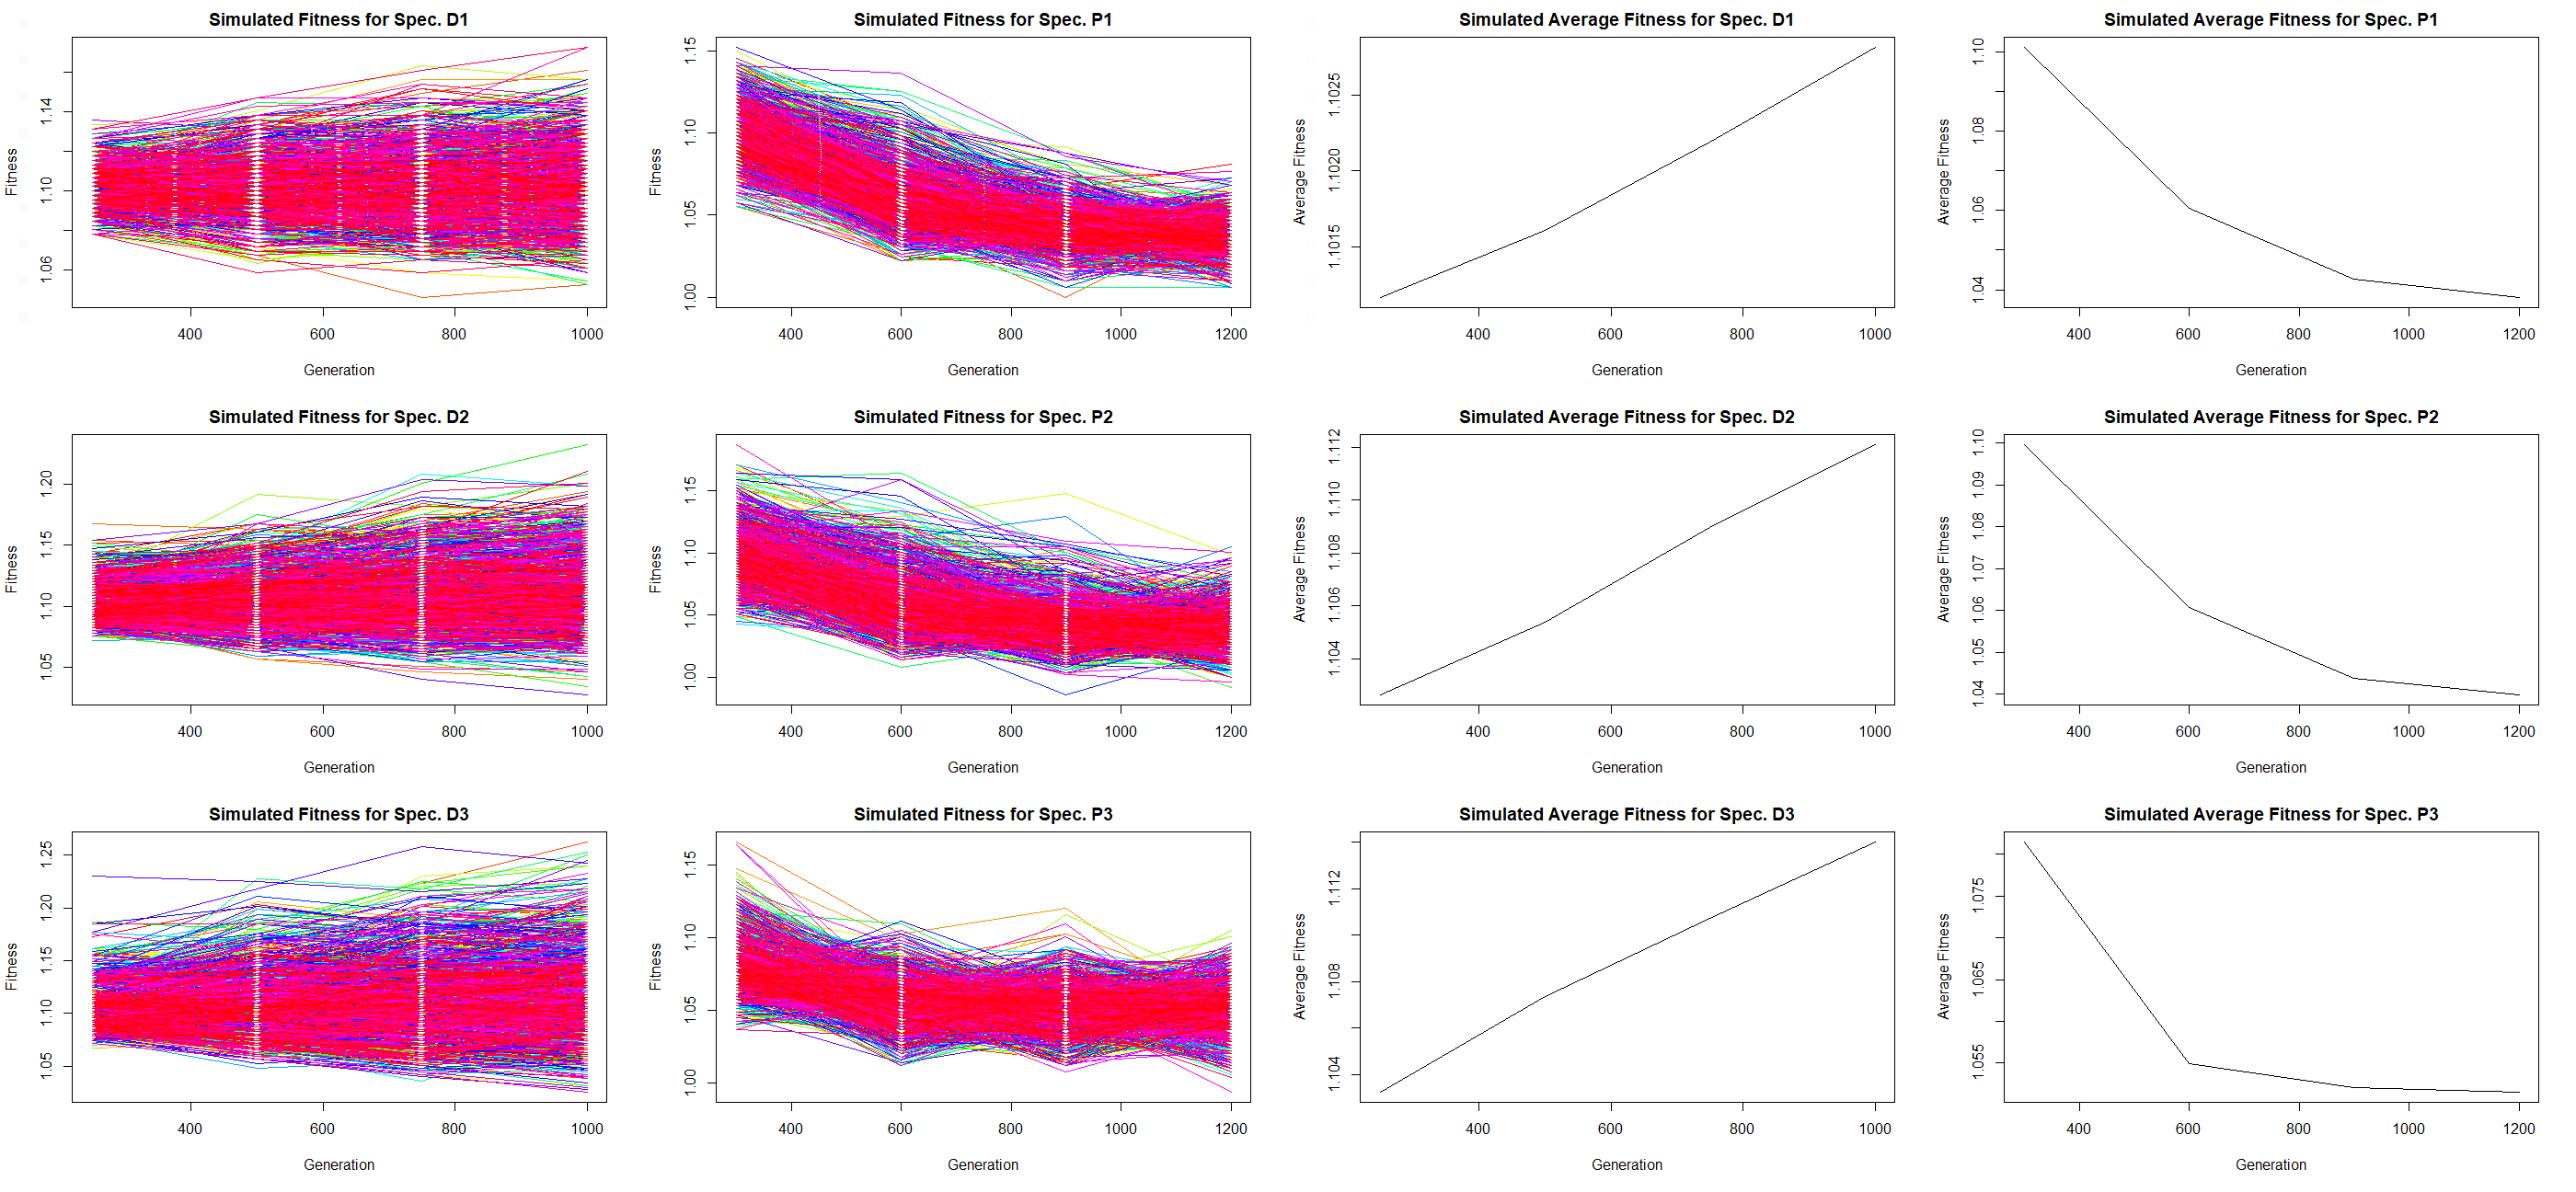 Simulated Fitness for Spec. D1
Fitness
1.14
1.10
1.06
400 600 800 1000
Generation
Simulated Fitness for Spec. P1
Fitness
1.15
1.10
1.05
1.00
400 600 800 1000 1200
Generation
Simulated Average Fitness for Spec. D1
Average Fitness
1.1025
1.1020
1.1015
400 600 800 1000
Generation
Simulated Average Fitness for Spec. P1
Average Fitness
1.10
1.08
1.06
1.04
400 600 800 1000 1200
Generation
Simulated Fitness for Spec. D2
Fitness
1.20
1.15
1.10
1.05
400 600 800 1000
Generation
Simulated Fitness for Spec. P2
Fitness
1.15
1.10
1.05
1.00
400 600 800 1000 1200
Generation
Simulated Average Fitness for Spec. D2
Average Fitness
1.112
1.110
1.108
1.106
1.104
400 600 800 1000
Generation
Simulated Average Fitness for Spec. P2
Average Fitness
1.10
1.09
1.08
1.07
1.06
1.05
1.04
400 600 800 1000 1200
Generation
Simulated Fitness for Spec. D3
Fitness
1.25
1.20
1.15
1.10
1.05
400 600 800 1000
Generation
Simulated Fitness for Spec. P3
Fitness
1.15
1.10
1.05
1.00
400 600 800 1000 1200
Generation
Simulated Average Fitness for Spec. D3
Average Fitness
1.112
1.108
1.104
400 600 800 1000
Generation
Simulated Average Fitness for Spec. P3
Average Fitness
1.075
1.065
1.055
400 600 800 1000 1200
Generation